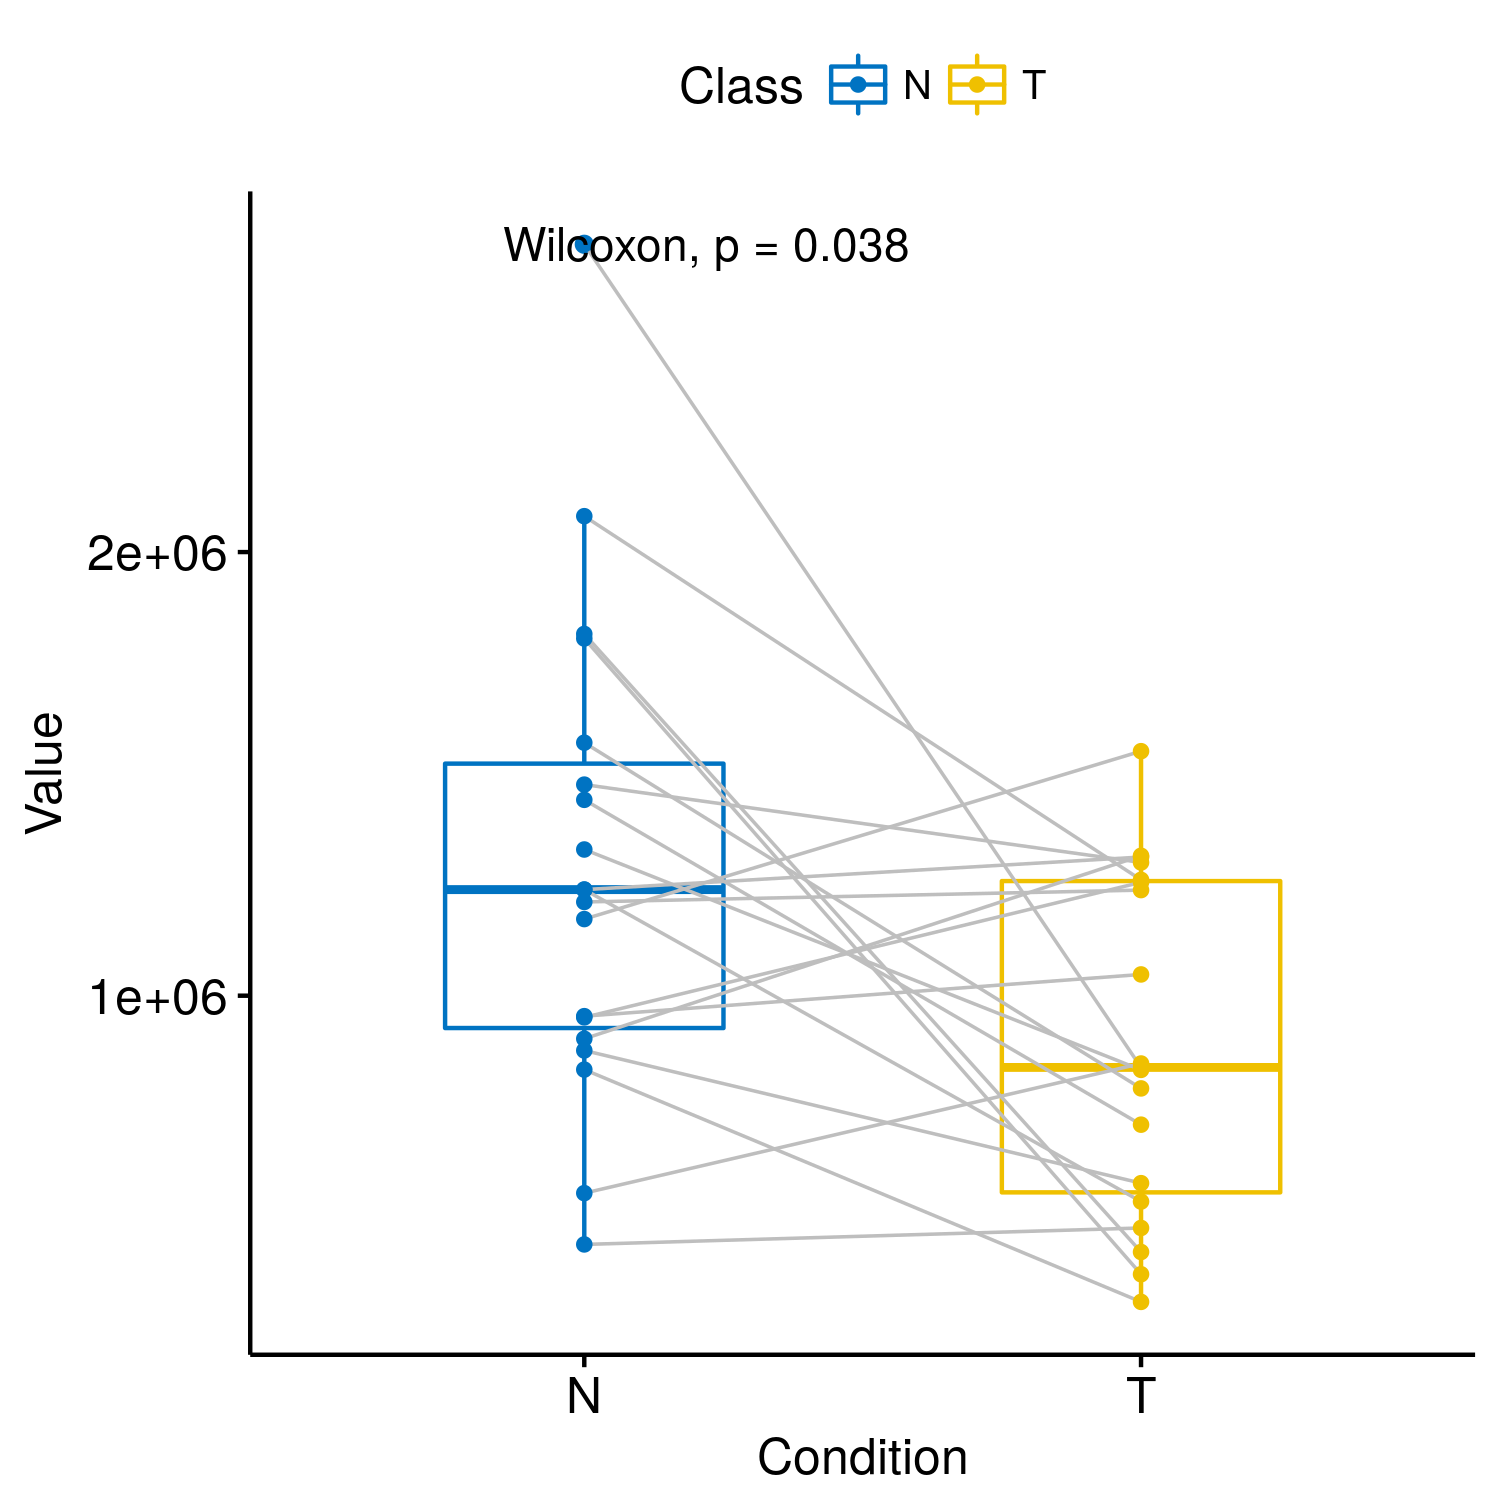 Class N T
Wilcoxon, p = 0.038
2e+06
1e+06
Value
N T
Condition